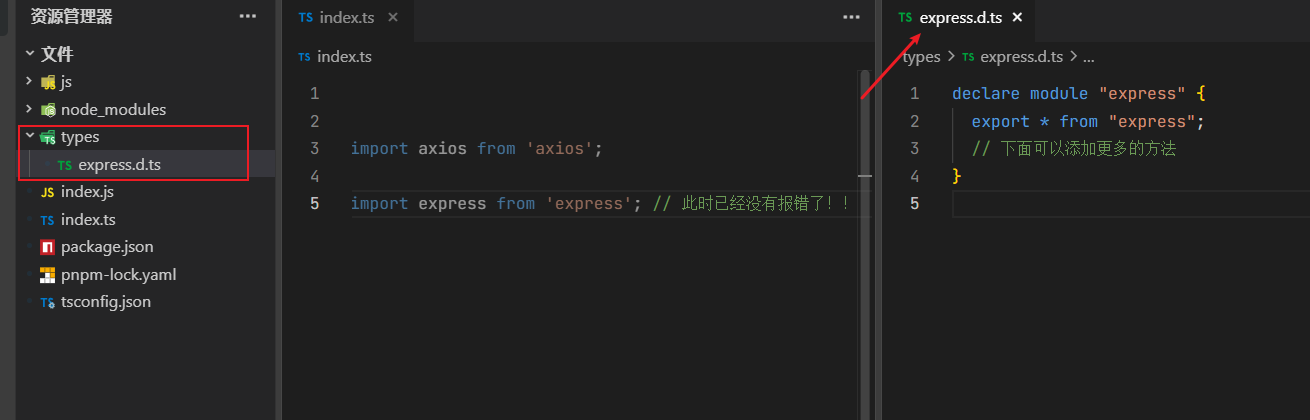 资源管理器 ···
文件
js
node_modules
types
TS express.d.ts
JS index.js
TS index.ts
package.json
pnpm-lock.yaml
TS tsconfig.json
TS index.ts × ···
TS index.ts
1
2
3 import axios from 'axios';
4
5 import express from 'express'; // 此时已经没有报错了！！
TS express.d.ts ×
types > TS express.d.ts > ...
1 declare module "express" {
2 export * from "express";
3 // 下面可以添加更多的方法
4 }
5